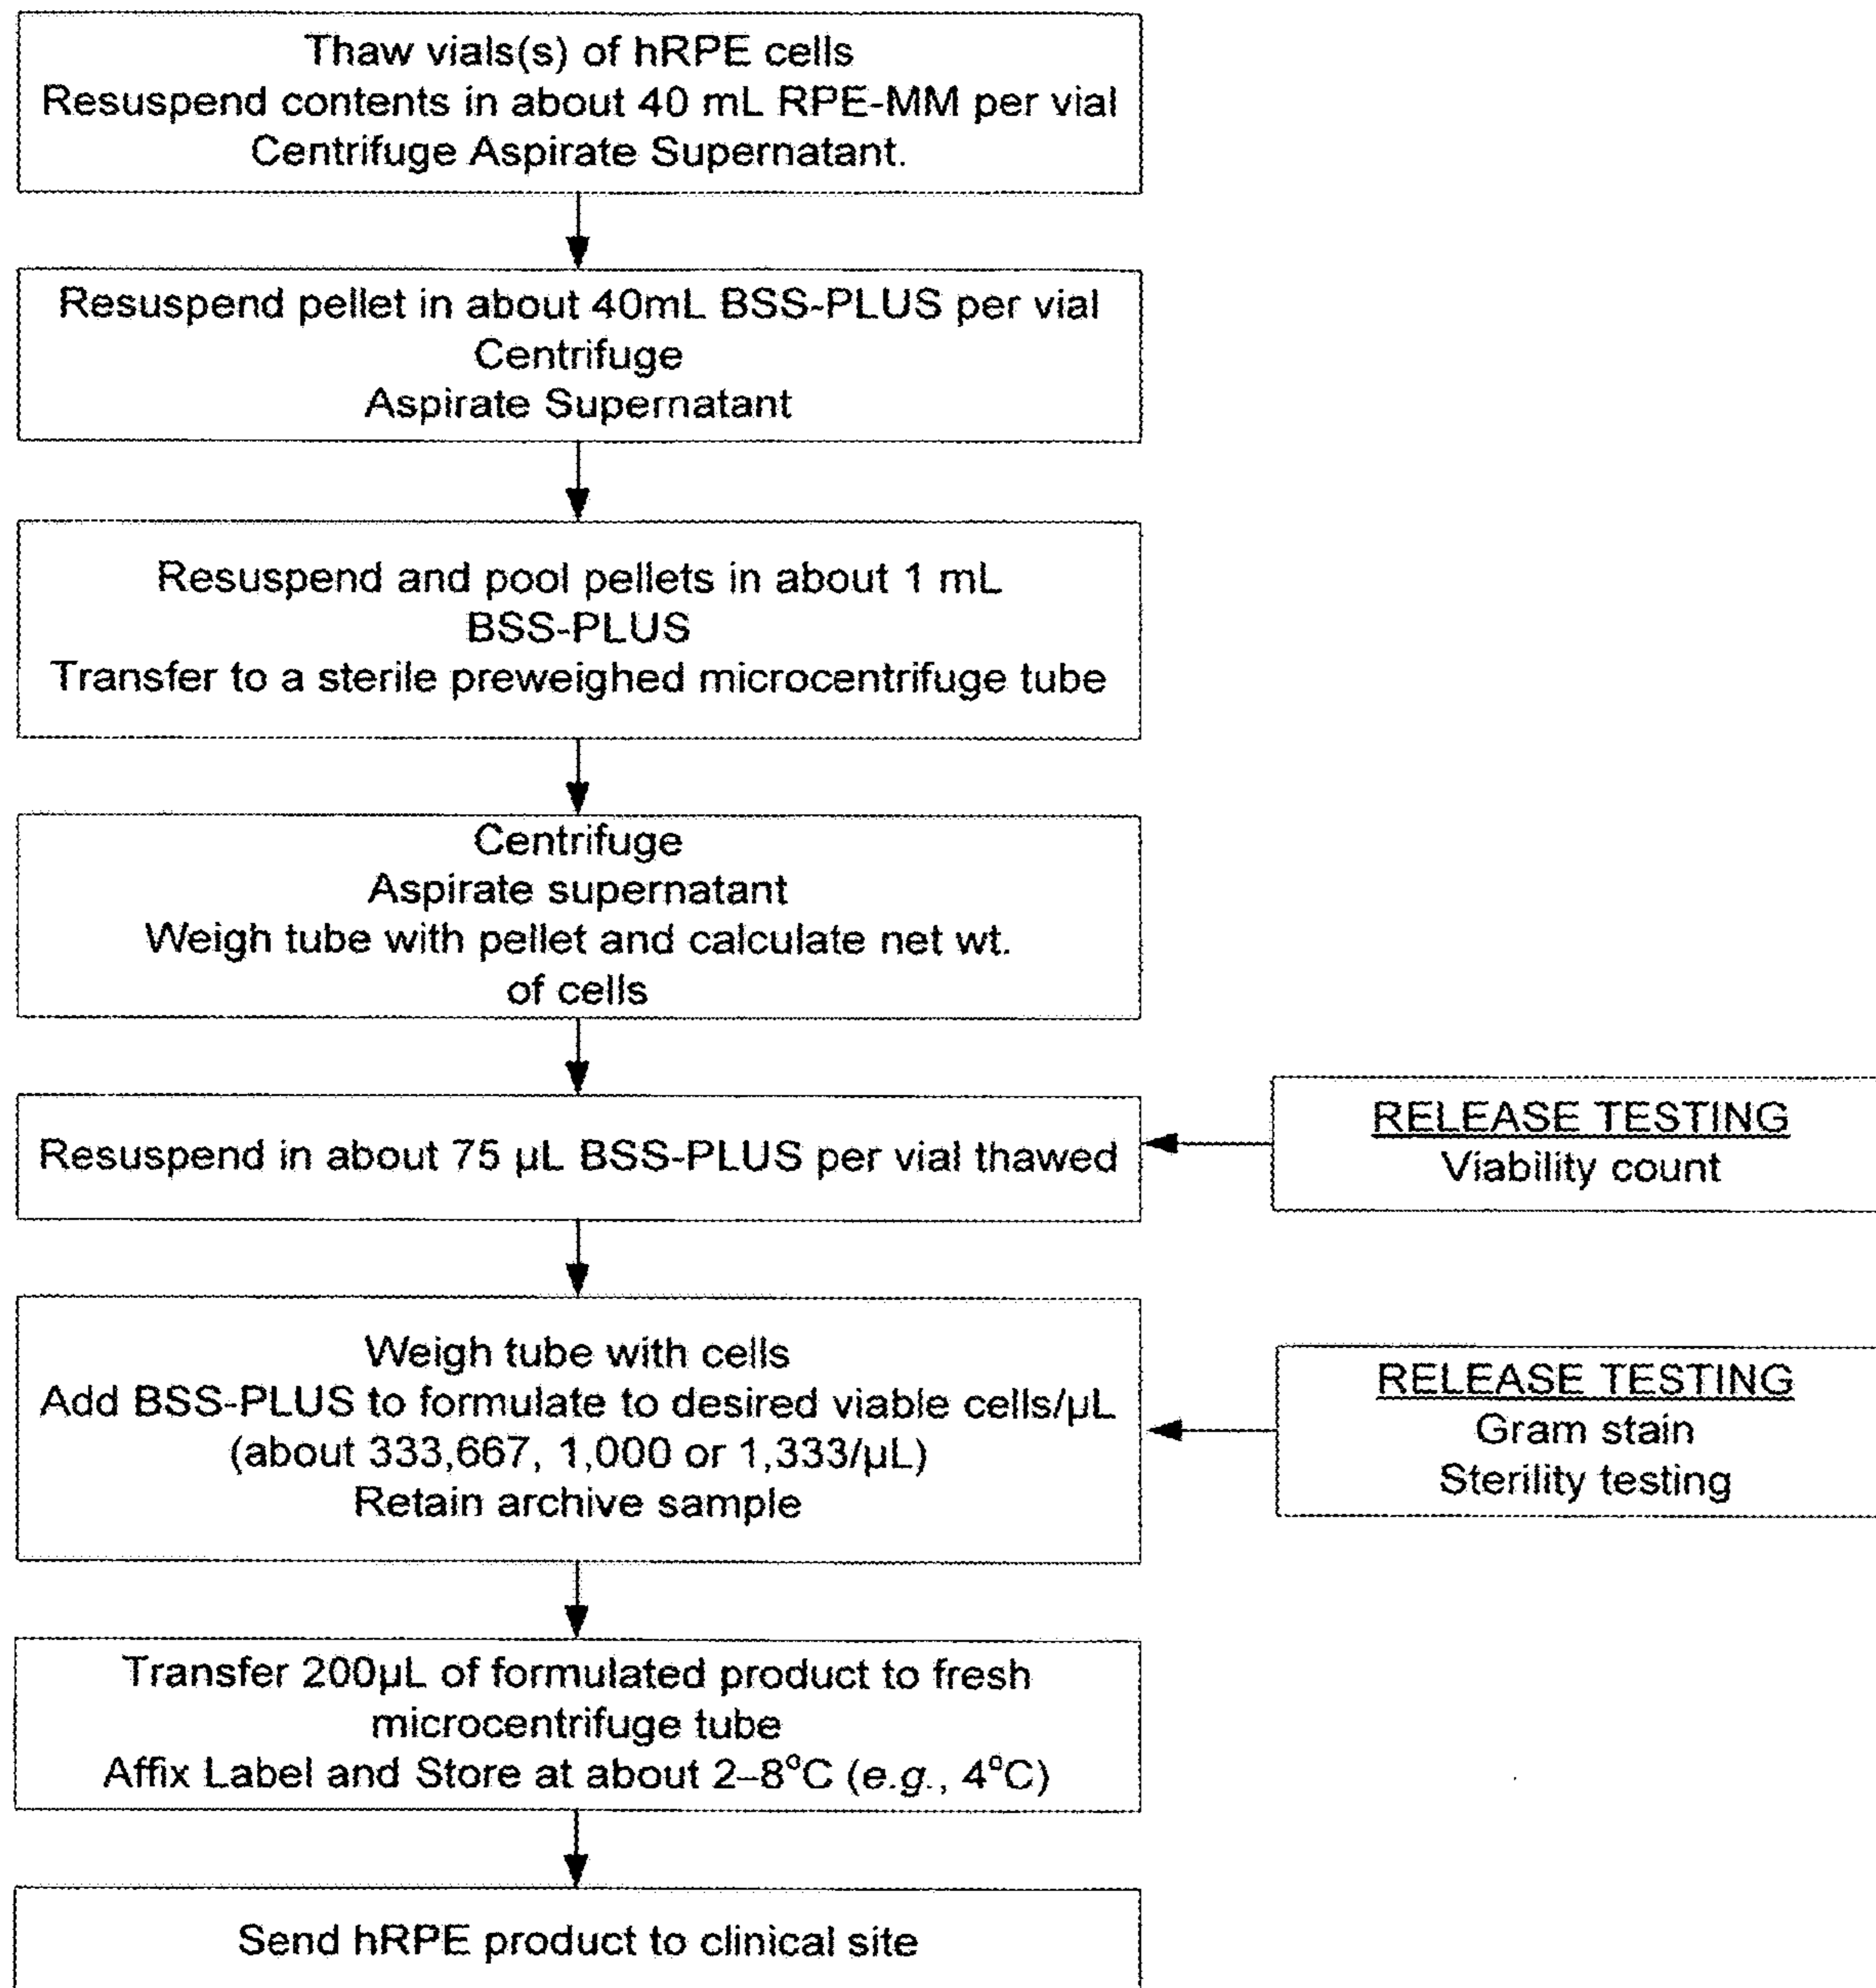 Thaw vials(s) of hRPE cells
Resuspend contents in about 40 mL RPE-MM per vial
Centrifuge Aspirate Supernatant.
Resuspend pellet in about 40mL BSS-PLUS per vial
Centrifuge
Aspirate Supernatant
Resuspend and pool pellets in about 1 mL
BSS-PLUS
Transfer to a sterile preweighed microcentrifuge tube
Centrifuge
Aspirate supernatant
Weigh tube with pellet and calculate net wt.
of cells
Resuspend in about 75 µL BSS-PLUS per vial thawed
RELEASE TESTING
Viability count
Weigh tube with cells
Add BSS-PLUS to formulate to desired viable cells/µL
(about 333,667, 1,000 or 1,333/µL)
Retain archive sample
RELEASE TESTING
Gram stain
Sterility testing
Transfer 200µL of formulated product to fresh
microcentrifuge tube
Affix Label and Store at about 2–8°C (e.g., 4°C)
Send hRPE product to clinical site